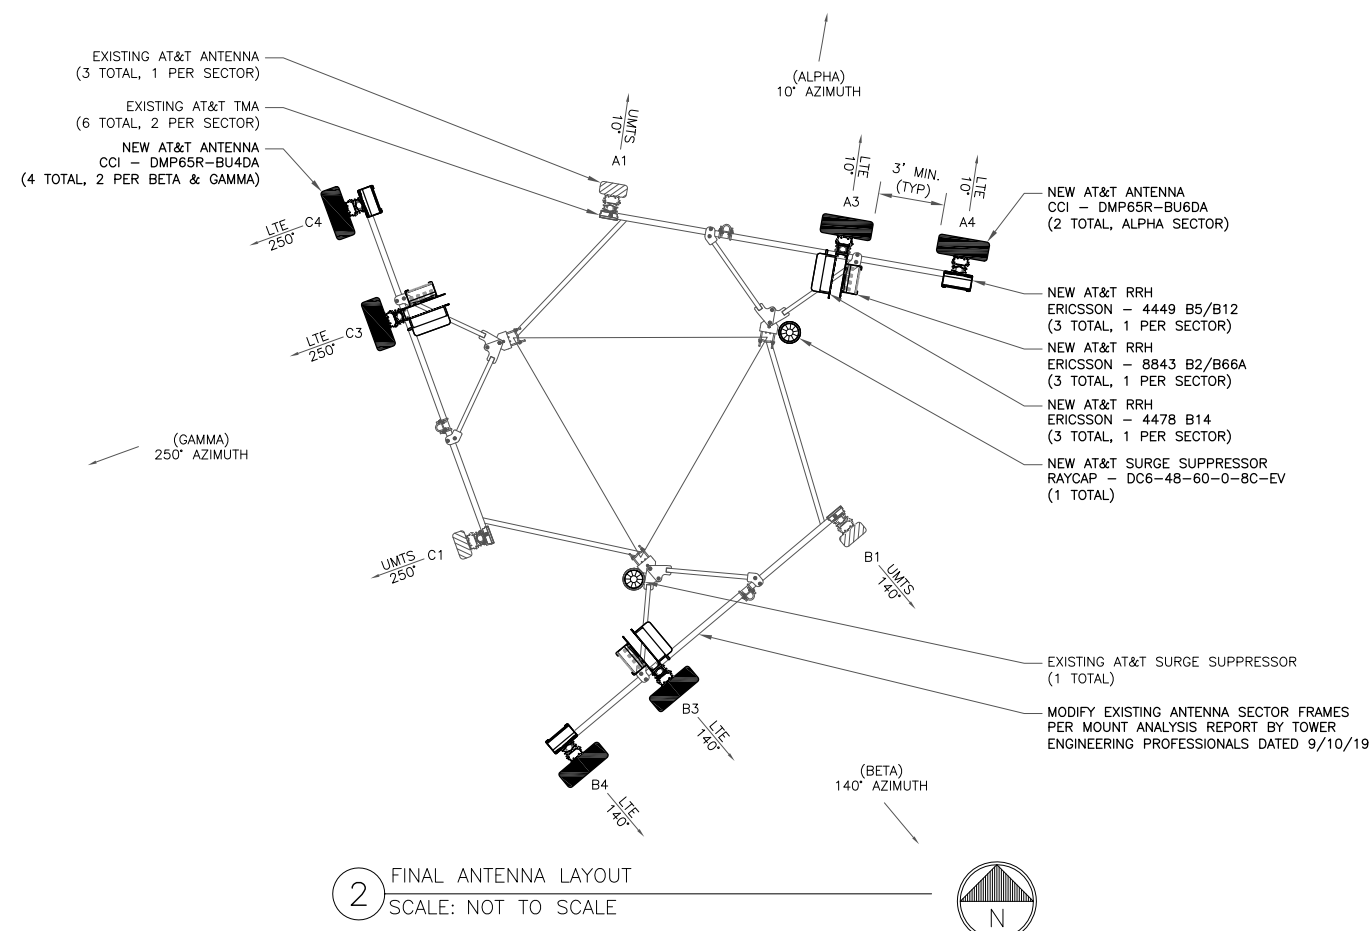 EXISTING AT&T ANTENNA
(3 TOTAL, 1 PER SECTOR)
EXISTING AT&T TMA
(6 TOTAL, 2 PER SECTOR)
NEW AT&T ANTENNA
CCI - DMP65R-BU4DA
(4 TOTAL, 2 PER BETA & GAMMA)
(ALPHA)
10° AZIMUTH
UMTS
10°
A1
LTE
10°
A3
3' MIN.
(TYP)
LTE
10°
A4
NEW AT&T ANTENNA
CCI - DMP65R-BU6DA
(2 TOTAL, ALPHA SECTOR)
LTE
250°
C4
LTE
250°
C3
NEW AT&T RRH
ERICSSON - 4449 B5/B12
(3 TOTAL, 1 PER SECTOR)
NEW AT&T RRH
ERICSSON - 8843 B2/B66A
(3 TOTAL, 1 PER SECTOR)
NEW AT&T RRH
ERICSSON - 4478 B14
(3 TOTAL, 1 PER SECTOR)
NEW AT&T SURGE SUPPRESSOR
RAYCAP - DC6-48-60-0-8C-EV
(1 TOTAL)
(GAMMA)
250° AZIMUTH
UMTS
250°
C1
B1
UMTS
140°
EXISTING AT&T SURGE SUPPRESSOR
(1 TOTAL)
MODIFY EXISTING ANTENNA SECTOR FRAMES
PER MOUNT ANALYSIS REPORT BY TOWER
ENGINEERING PROFESSIONALS DATED 9/10/19
B3
LTE
140°
B4
LTE
140°
(BETA)
140° AZIMUTH
2
FINAL ANTENNA LAYOUT
SCALE: NOT TO SCALE
N